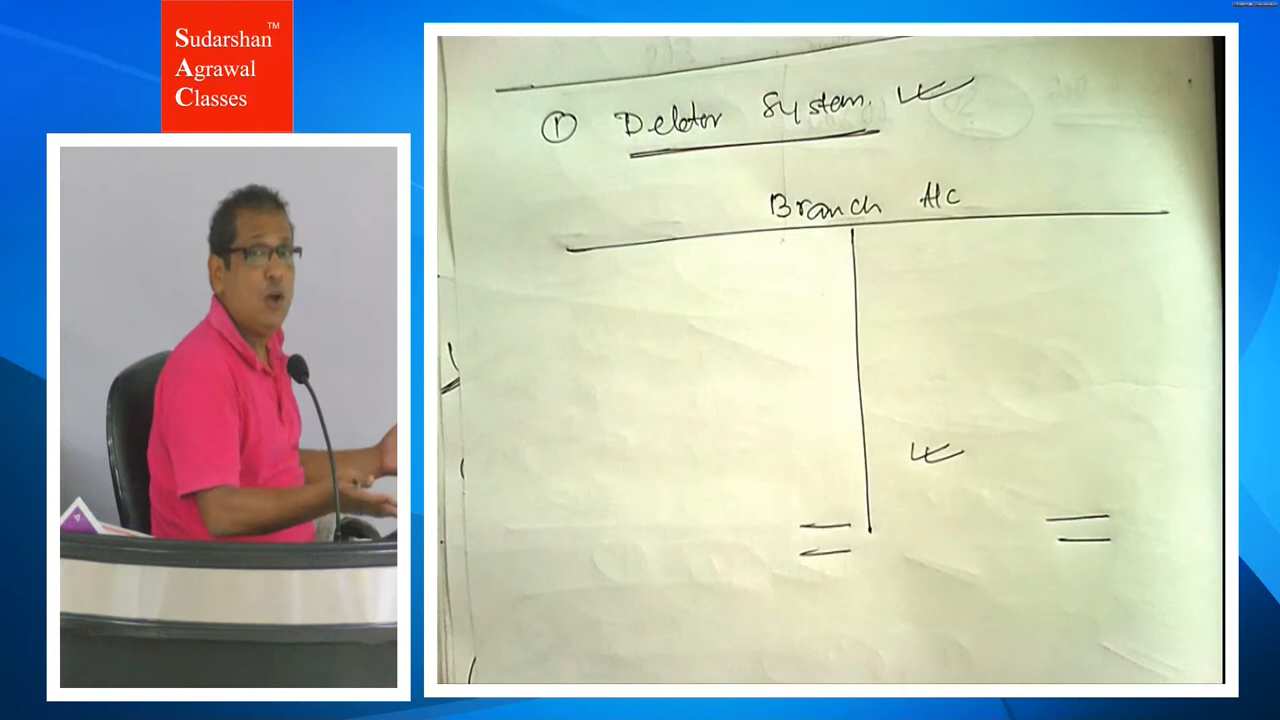 Sudarshan™
Agrawal
Classes
① Debtor System.
Branch A/c